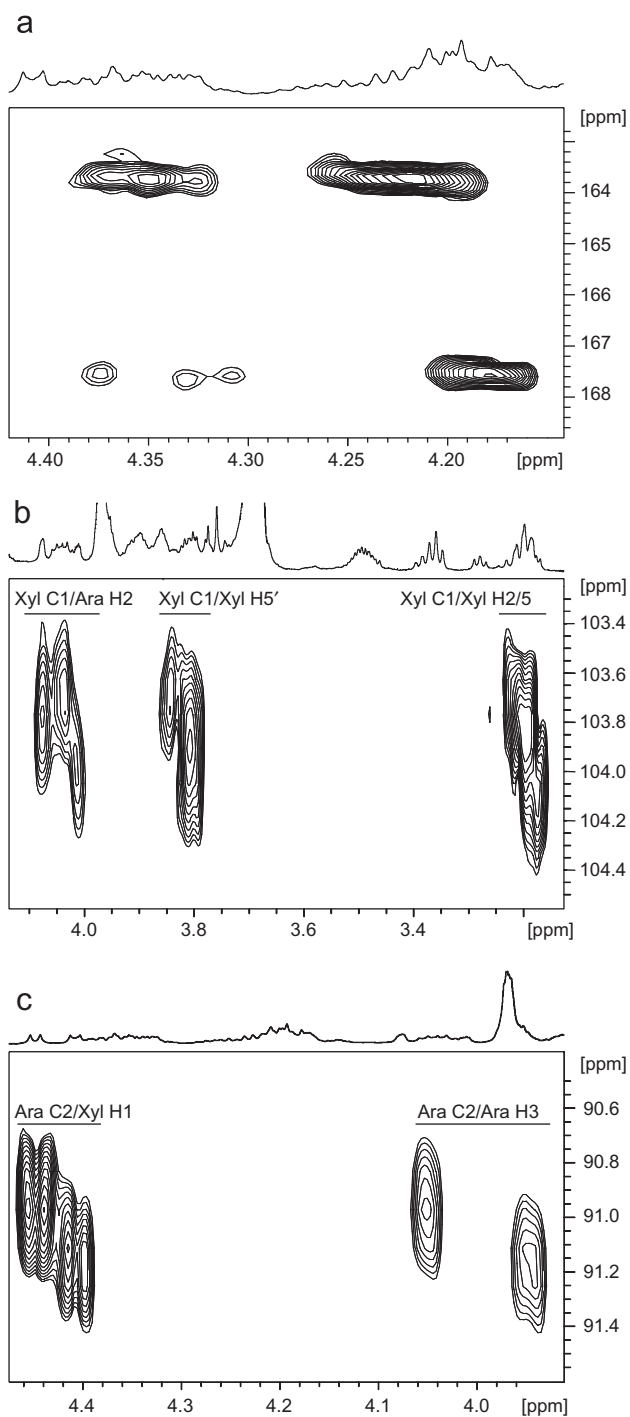 a
[ppm]
164
165
166
167
168
4.40 4.35 4.30 4.25 4.20 [ppm]
b
[ppm]
Xyl C1/Ara H2 Xyl C1/Xyl H5′ Xyl C1/Xyl H2/5
103.4
103.6
103.8
104.0
104.2
104.4
4.0 3.8 3.6 3.4 [ppm]
c
[ppm]
Ara C2/Xyl H1 Ara C2/Ara H3
90.6
90.8
91.0
91.2
91.4
4.4 4.3 4.2 4.1 4.0 [ppm]